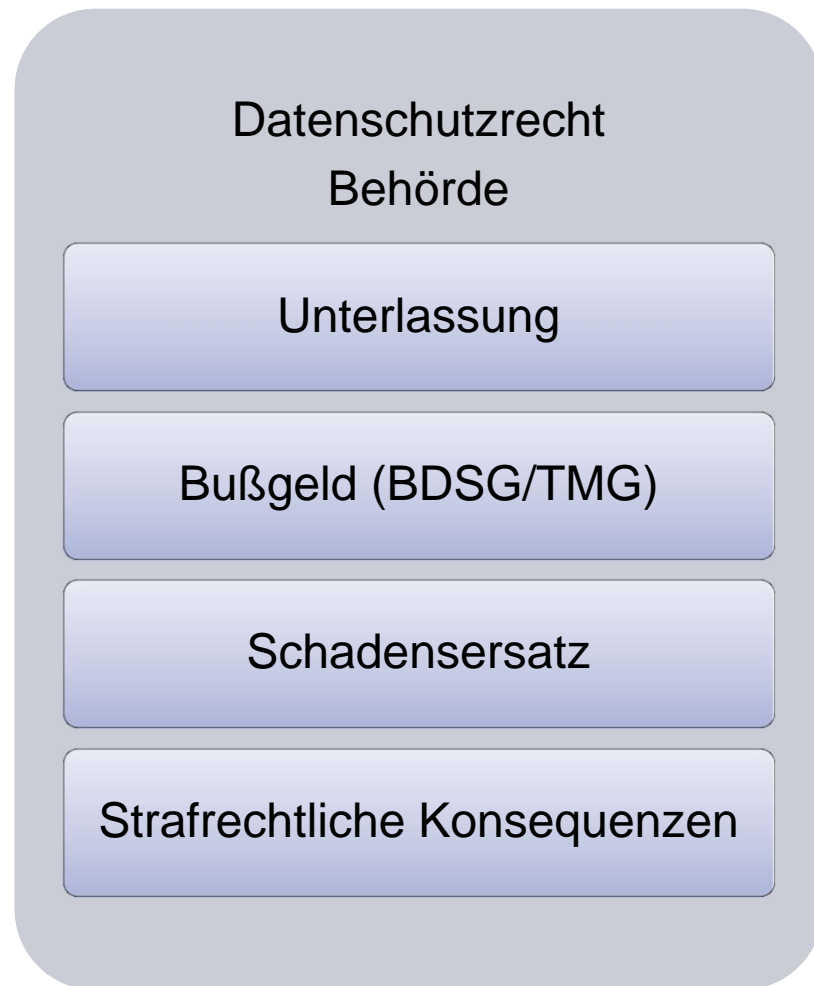 Datenschutzrecht
Behörde
Unterlassung
Bußgeld (BDSG/TMG)
Schadensersatz
Strafrechtliche Konsequenzen